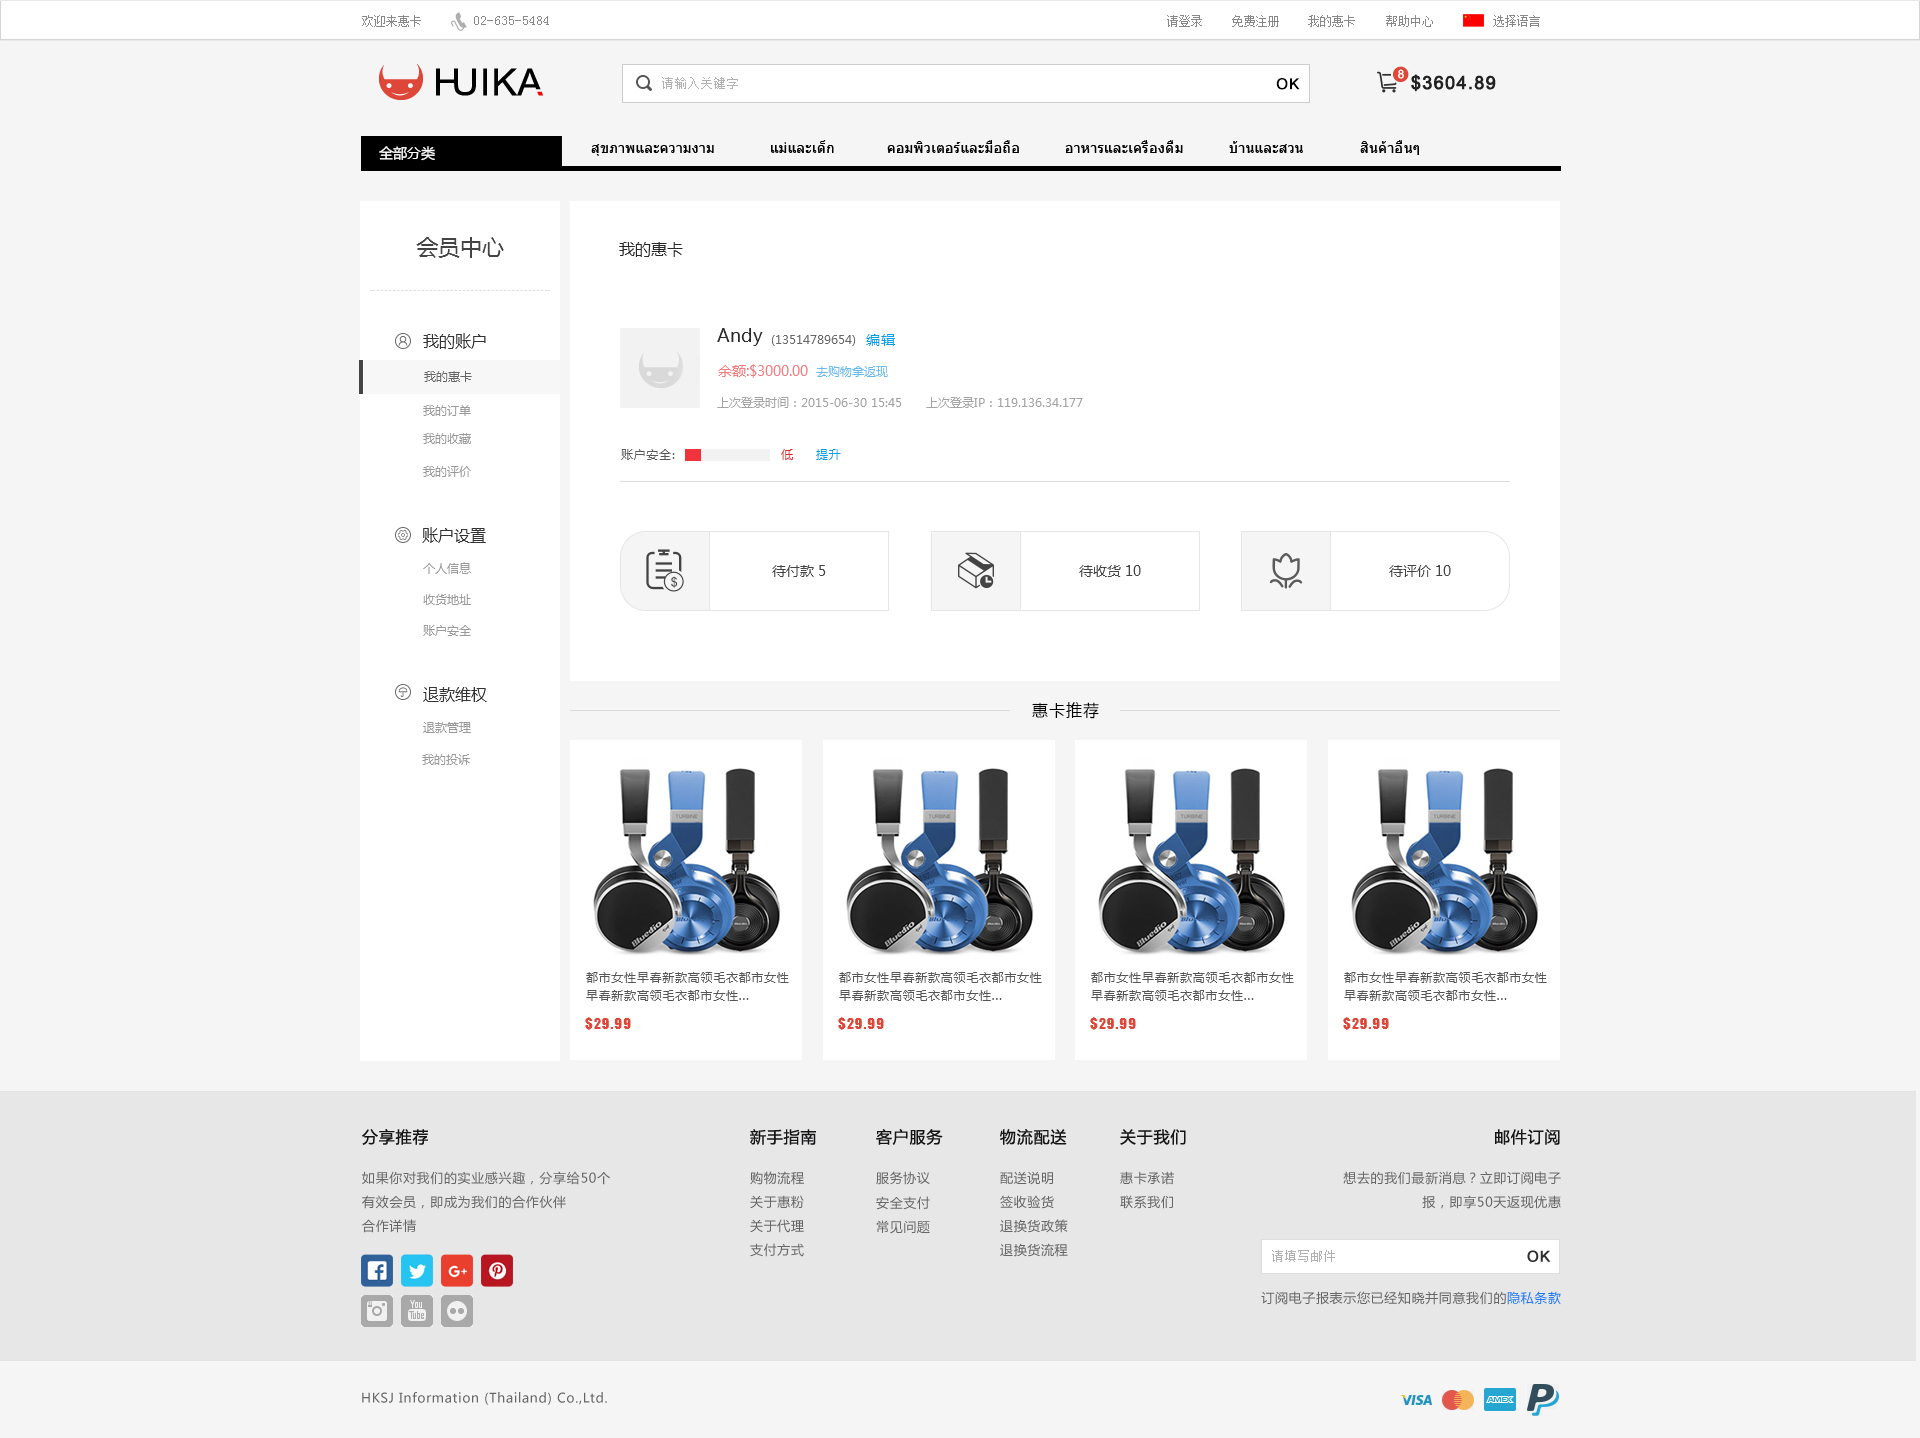 欢迎来惠卡
02-635-5484
请登录
免费注册
我的惠卡
帮助中心
选择语言
HUIKA
请输入关键字
OK
8
$3604.89
全部分类
สุขภาพและความงาม
แม่และเด็ก
คอมพิวเตอร์และมือถือ
อาหารและเครื่องดื่ม
บ้านและสวน
สินค้าอื่นๆ
会员中心
我的账户
我的惠卡
我的订单
我的收藏
我的评价
账户设置
个人信息
收货地址
账户安全
退款维权
退款管理
我的投诉
我的惠卡
Andy (13514789654) 编辑
余额:$3000.00 去购物拿返现
上次登录时间：2015-06-30 15:45 上次登录IP：119.136.34.177
账户安全: 低 提升
待付款 5
待收货 10
待评价 10
惠卡推荐
TURBINE
Bluedio
都市女性早春新款高领毛衣都市女性
早春新款高领毛衣都市女性...
$29.99
TURBINE
Bluedio
都市女性早春新款高领毛衣都市女性
早春新款高领毛衣都市女性...
$29.99
TURBINE
Bluedio
都市女性早春新款高领毛衣都市女性
早春新款高领毛衣都市女性...
$29.99
TURBINE
Bluedio
都市女性早春新款高领毛衣都市女性
早春新款高领毛衣都市女性...
$29.99
分享推荐
如果你对我们的实业感兴趣，分享给50个
有效会员，即成为我们的合作伙伴
合作详情
You
Tube
新手指南
购物流程
关于惠粉
关于代理
支付方式
客户服务
服务协议
安全支付
常见问题
物流配送
配送说明
签收验货
退换货政策
退换货流程
关于我们
惠卡承诺
联系我们
邮件订阅
想去的我们最新消息？立即订阅电子
报，即享50天返现优惠
请填写邮件
OK
订阅电子报表示您已经知晓并同意我们的隐私条款
HKSJ Information (Thailand) Co.,Ltd.
VISA
AMEX